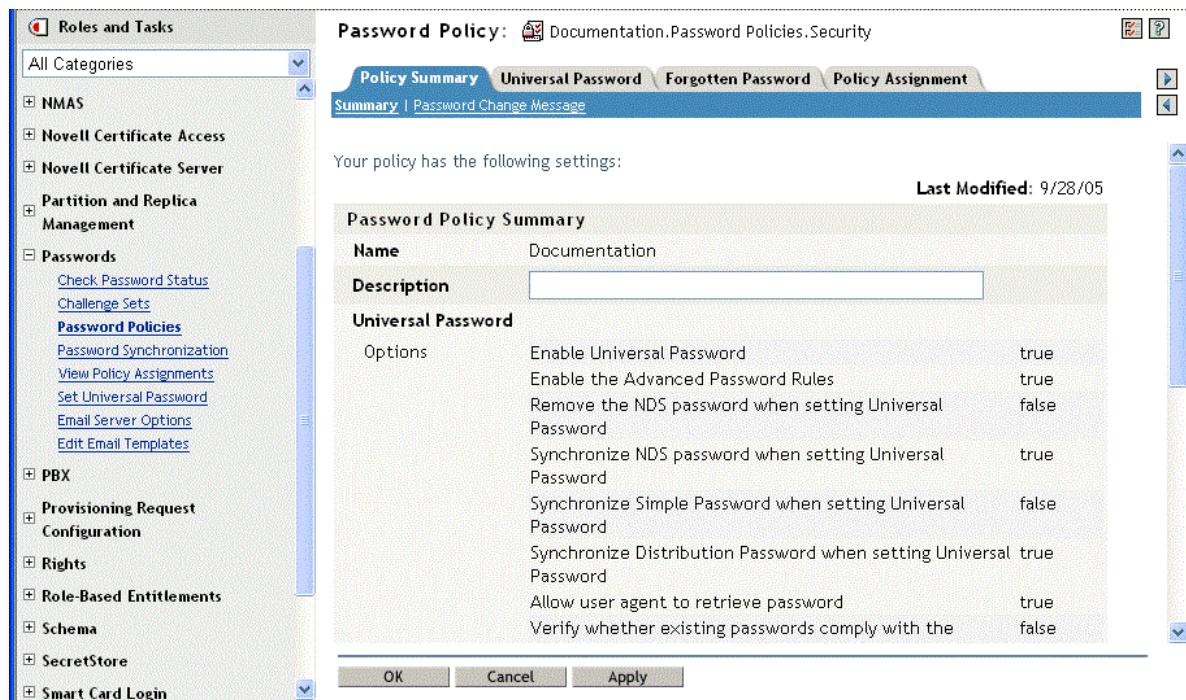 Roles and Tasks
All Categories
NMAS
Novell Certificate Access
Novell Certificate Server
Partition and Replica
Management
Passwords
Check Password Status
Challenge Sets
Password Policies
Password Synchronization
View Policy Assignments
Set Universal Password
Email Server Options
Edit Email Templates
PBX
Provisioning Request
Configuration
Rights
Role-Based Entitlements
Schema
SecretStore
Smart Card Login
Password Policy: Documentation.Password Policies.Security
Policy Summary Universal Password Forgotten Password Policy Assignment
Summary | Password Change Message
Your policy has the following settings:
Last Modified: 9/28/05
Password Policy Summary
Name Documentation
Description
Universal Password
Options Enable Universal Password true
Enable the Advanced Password Rules true
Remove the NDS password when setting Universal false
Password
Synchronize NDS password when setting Universal true
Password
Synchronize Simple Password when setting Universal false
Password
Synchronize Distribution Password when setting Universal true
Password
Allow user agent to retrieve password true
Verify whether existing passwords comply with the false
OK Cancel Apply